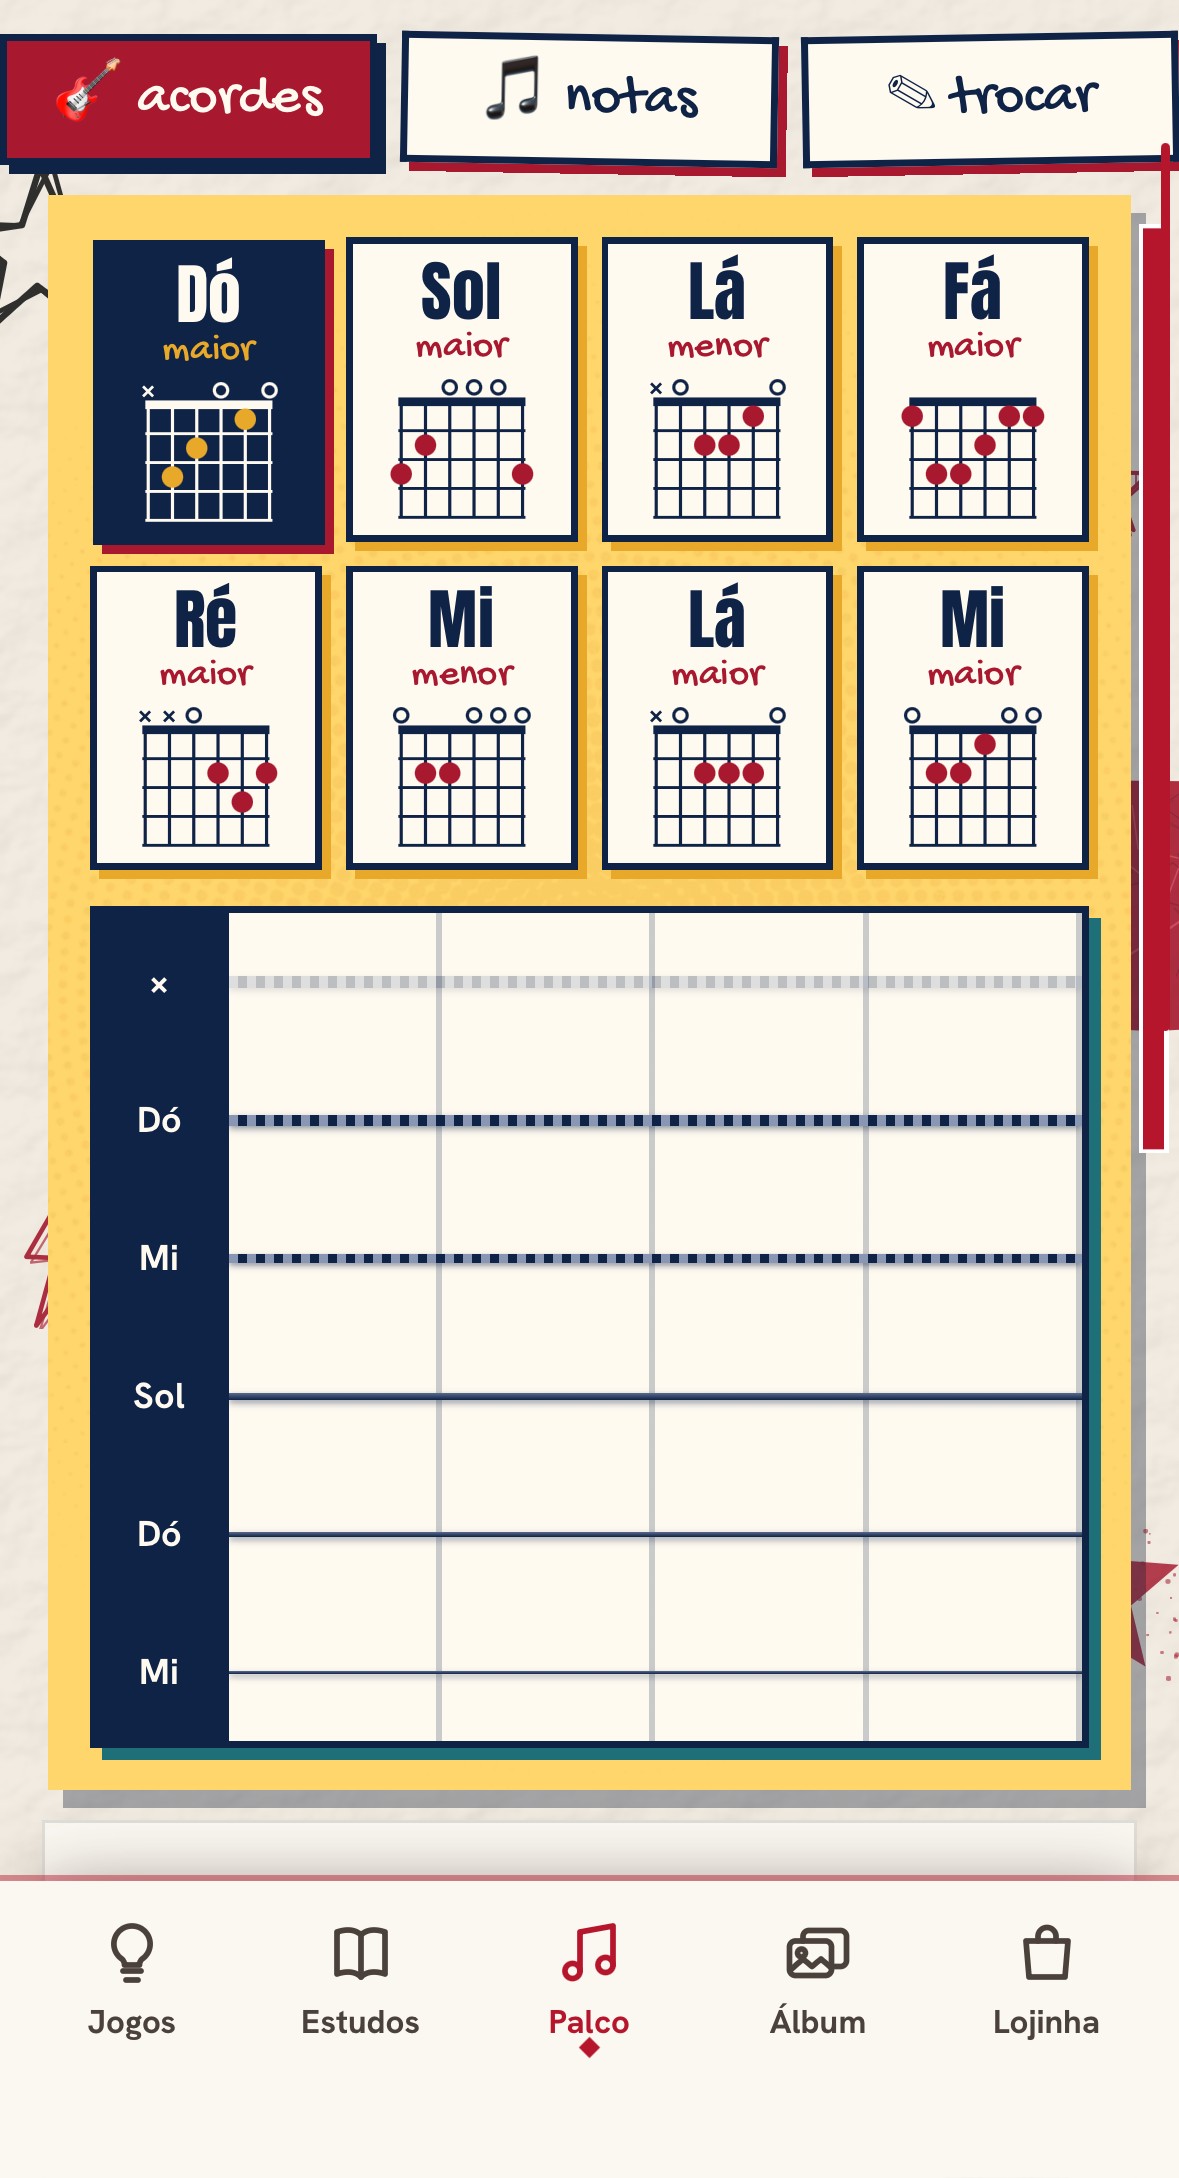 acordes
notas
trocar
Dó
maior
Sol
maior
Lá
menor
Fá
maior
Ré
maior
Mi
menor
Lá
maior
Mi
maior
×
Dó
Mi
Sol
Dó
Mi
Jogos
Estudos
Palco
Álbum
Lojinha